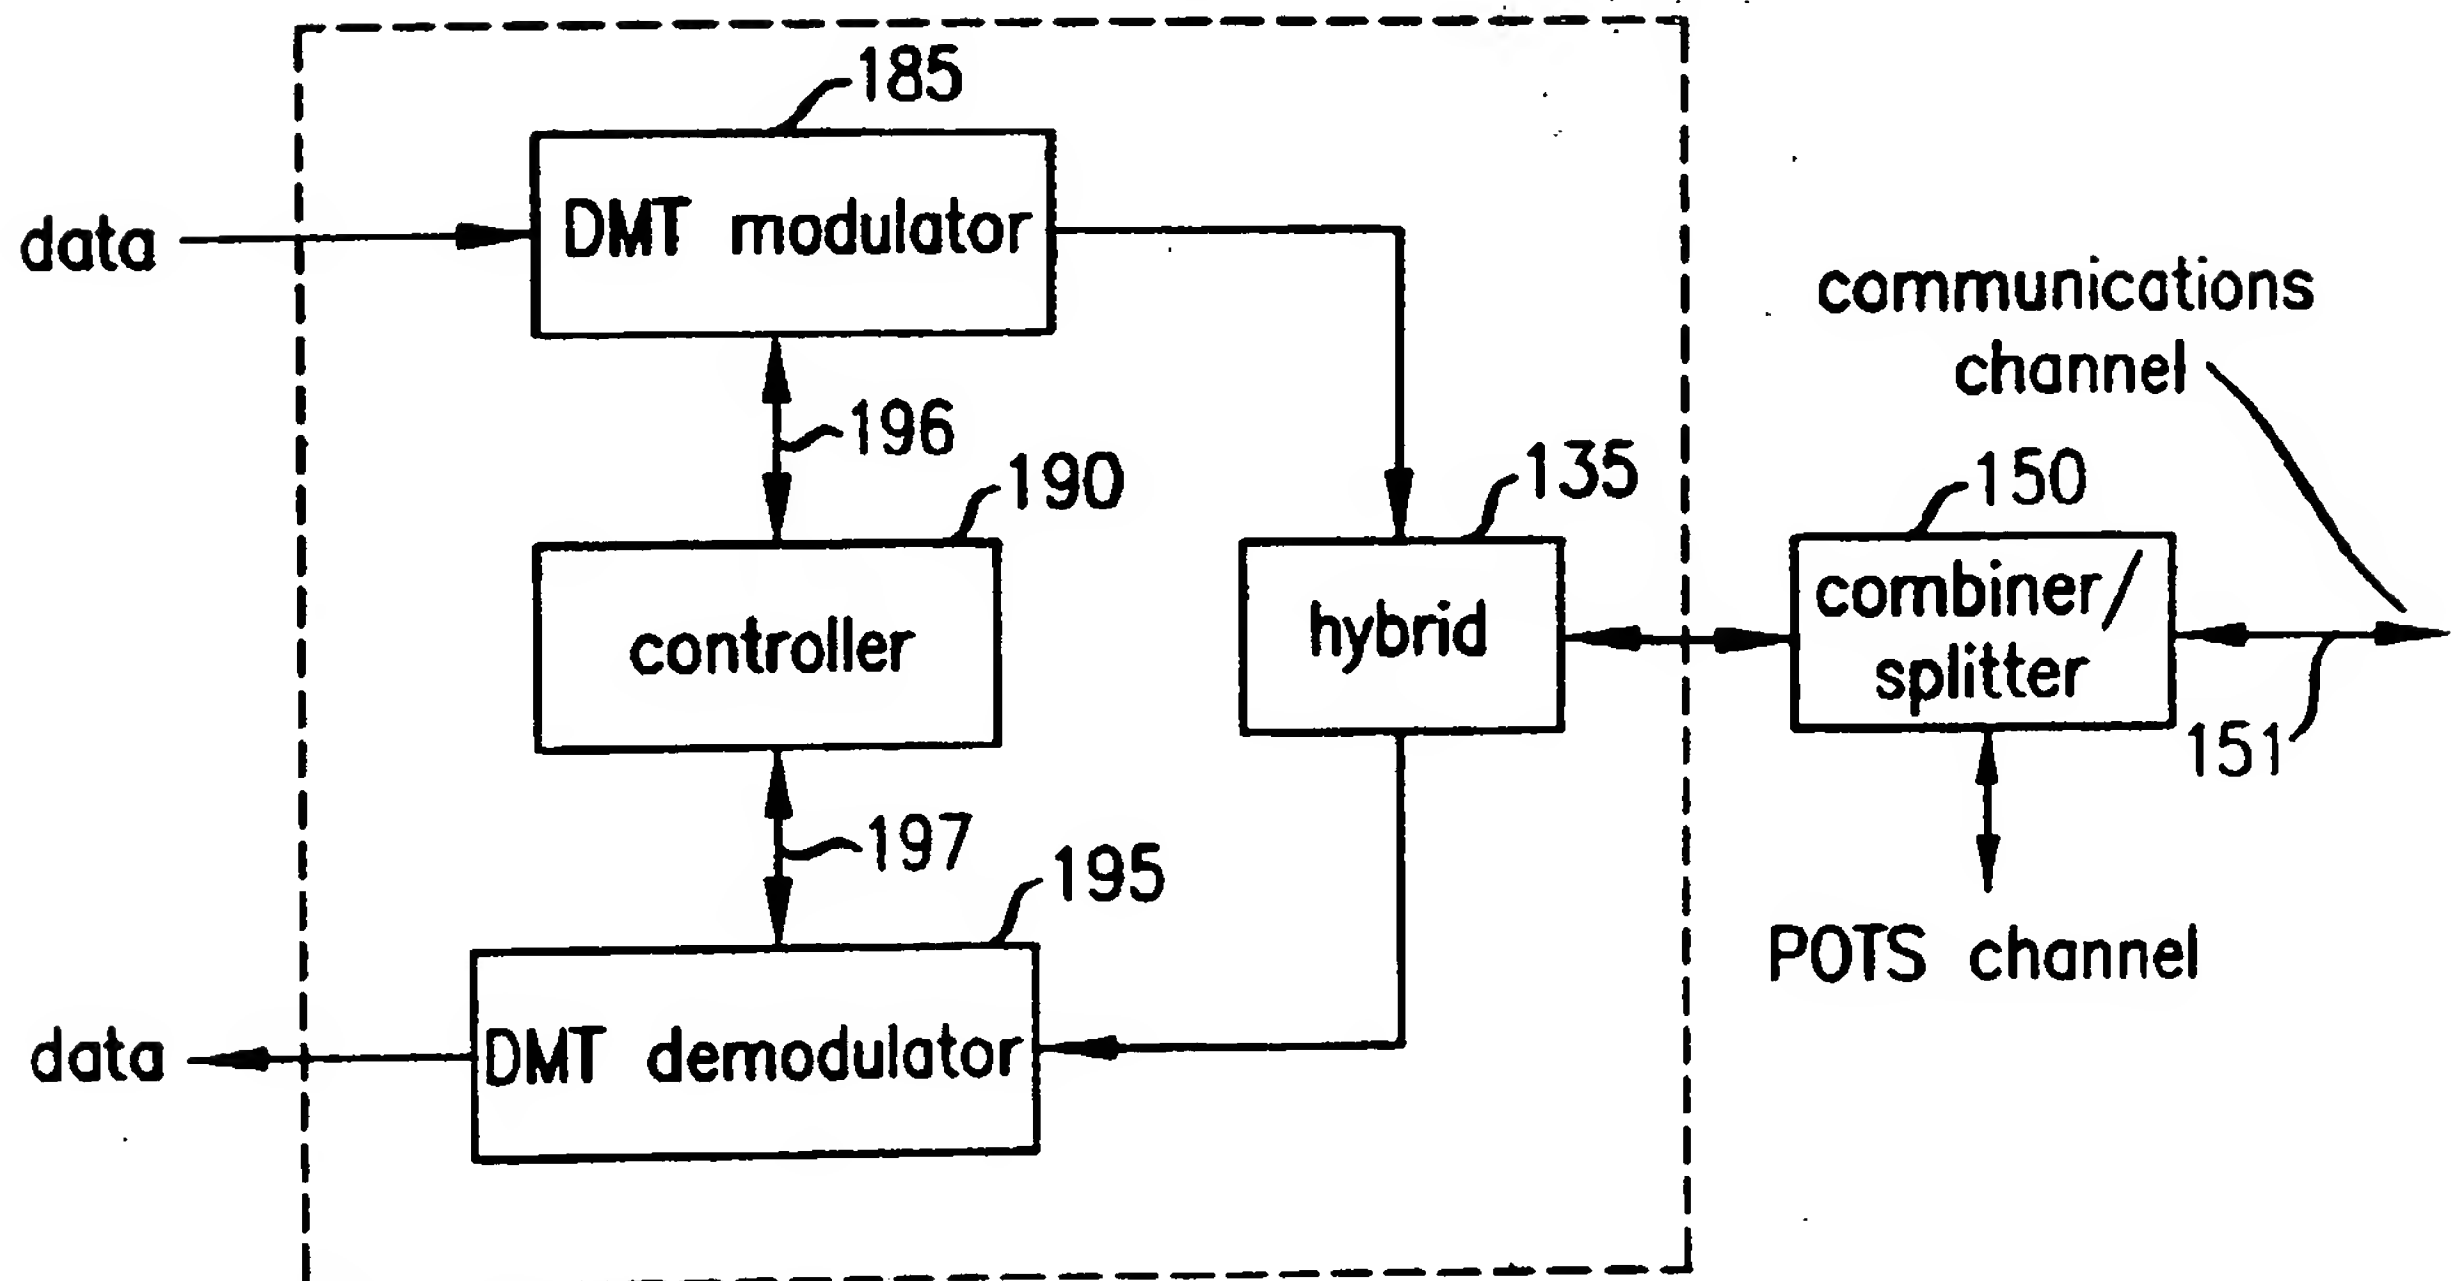 185
DMT modulator
data
communications
channel
196
190
135
150
controller
hybrid
combiner/
splitter
151
197
195
POTS channel
DMT demodulator
data